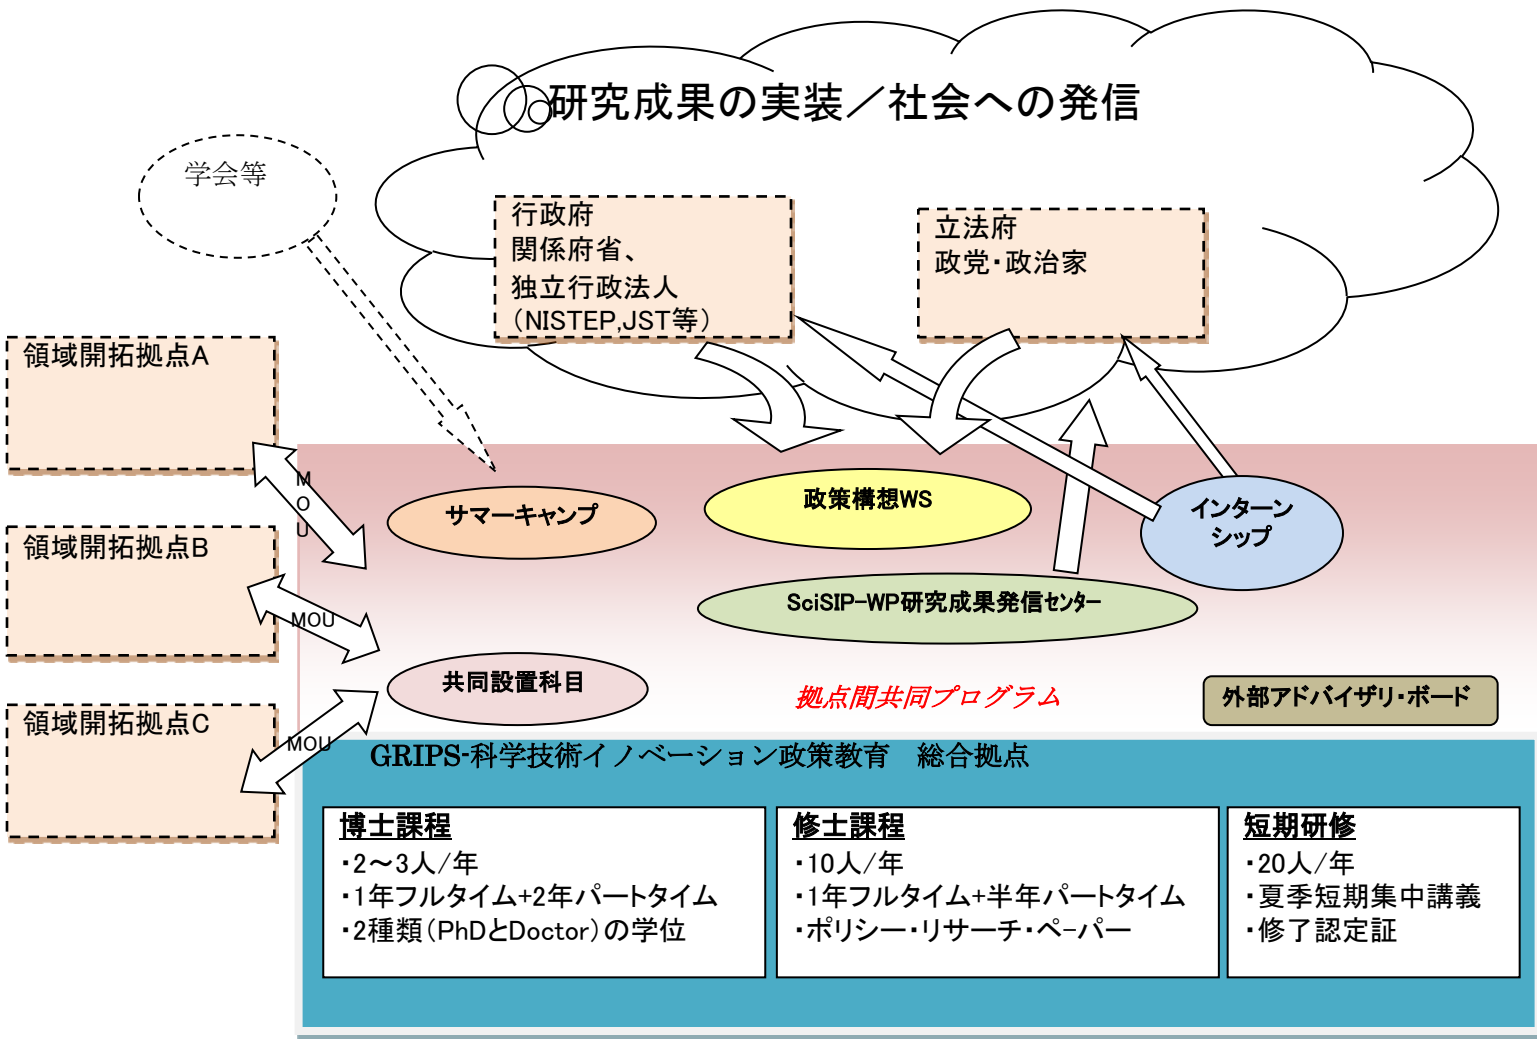 研究成果の実装／社会への発信
学会等
行政府
関係府省、
独立行政法人
（NISTEP,JST等）
立法府
政党・政治家
領域開拓拠点A
領域開拓拠点B
領域開拓拠点C
MOU
MOU
MOU
サマーキャンプ
政策構想WS
インターン
シップ
SciSIP-WP研究成果発信センター
共同設置科目
拠点間共同プログラム
外部アドバイザリ・ボード
GRIPS-科学技術イノベーション政策教育　総合拠点
博士課程
・2～3人/年
・1年フルタイム+2年パートタイム
・2種類（PhDとDoctor）の学位
修士課程
・10人/年
・1年フルタイム+半年パートタイム
・ポリシー・リサーチ・ペーパー
短期研修
・20人/年
・夏季短期集中講義
・修了認定証